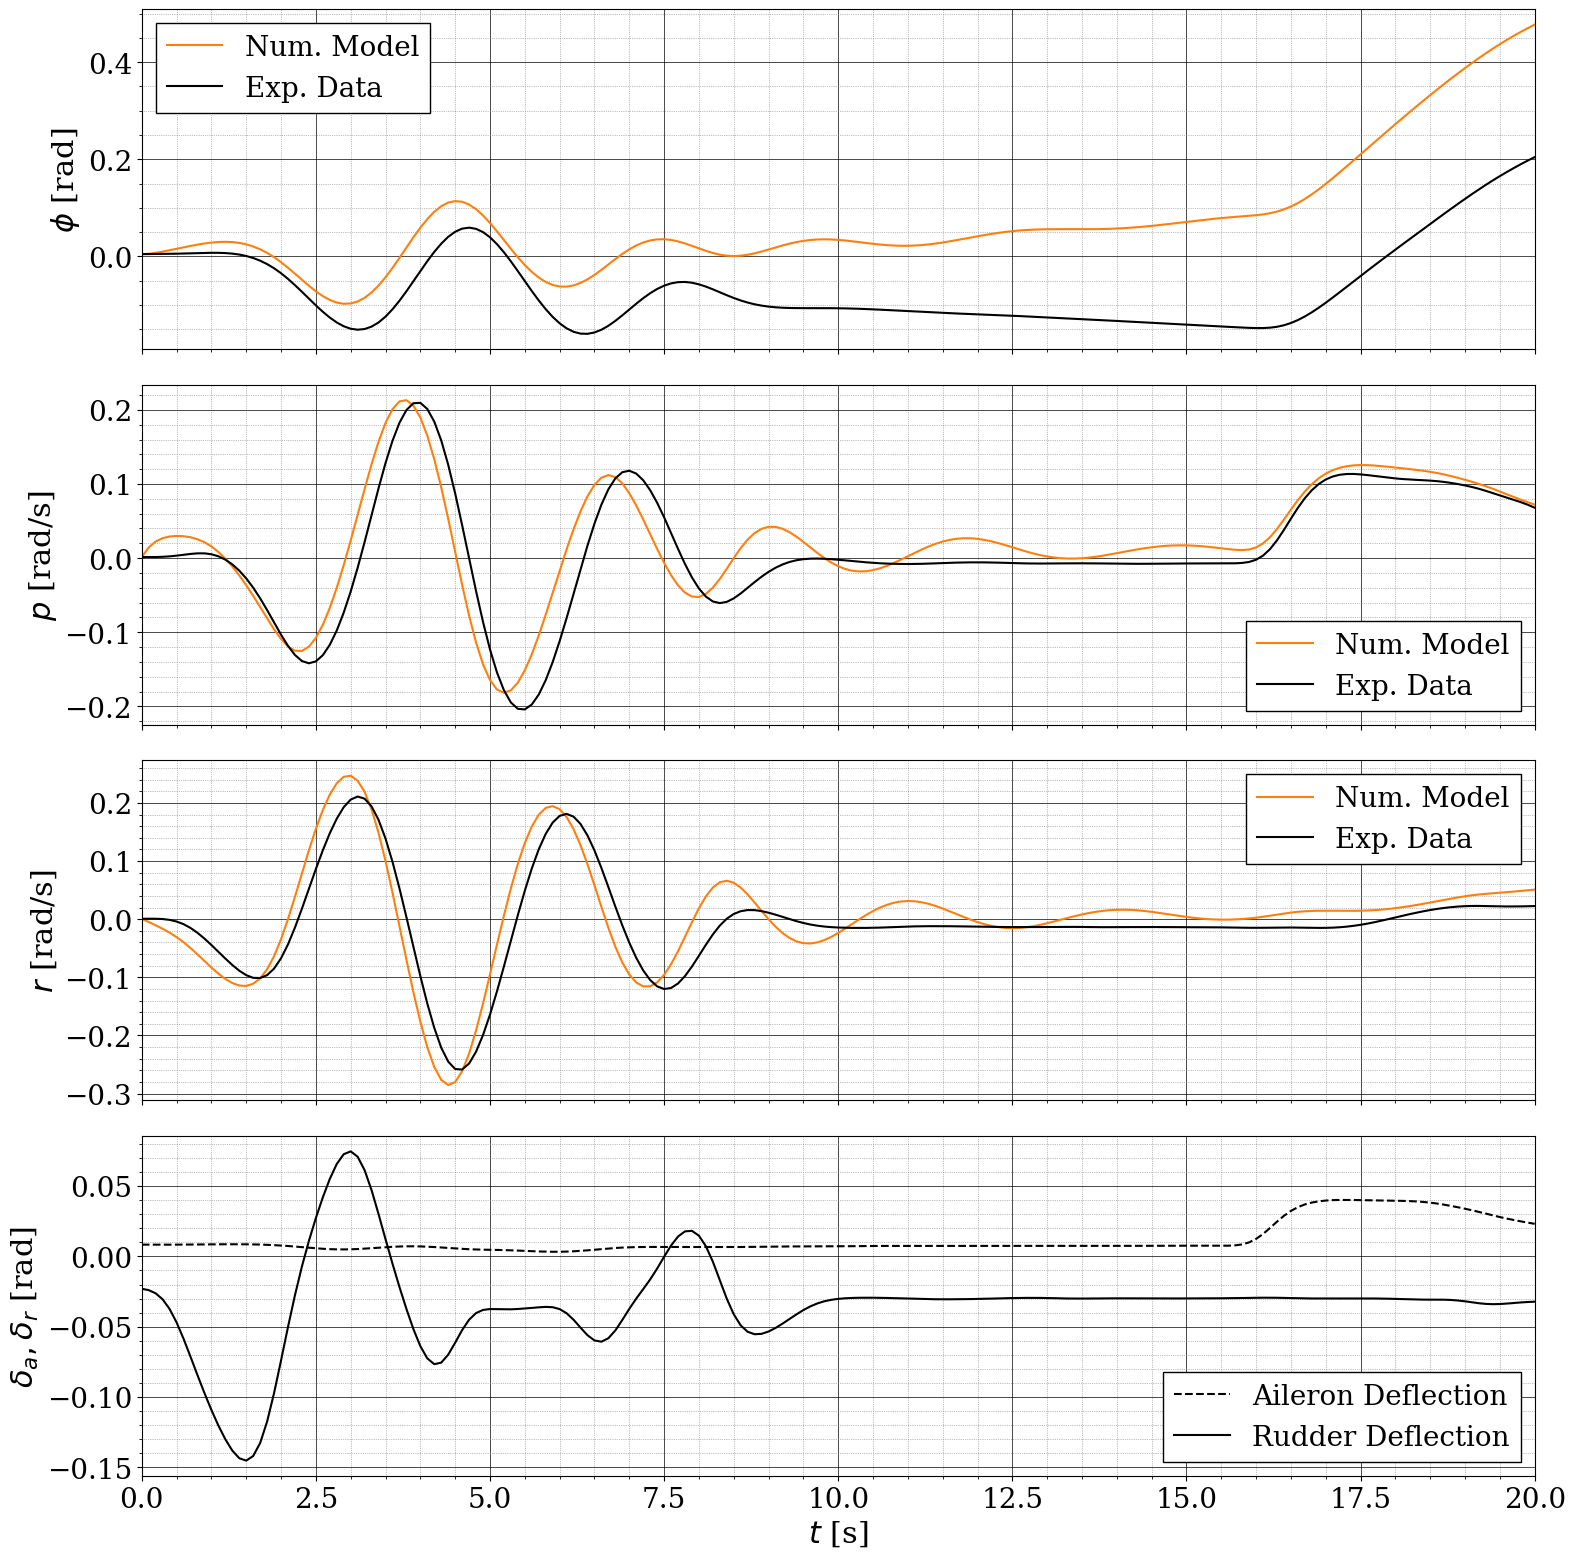 Num. Model
Exp. Data
ϕ [rad]
0.4
0.2
0.0
Num. Model
Exp. Data
p [rad/s]
0.2
0.1
0.0
−0.1
−0.2
Num. Model
Exp. Data
r [rad/s]
0.2
0.1
0.0
−0.1
−0.2
−0.3
Aileron Deflection
Rudder Deflection
δa, δr [rad]
0.05
0.00
−0.05
−0.10
−0.15
0.0 2.5 5.0 7.5 10.0 12.5 15.0 17.5 20.0
t [s]